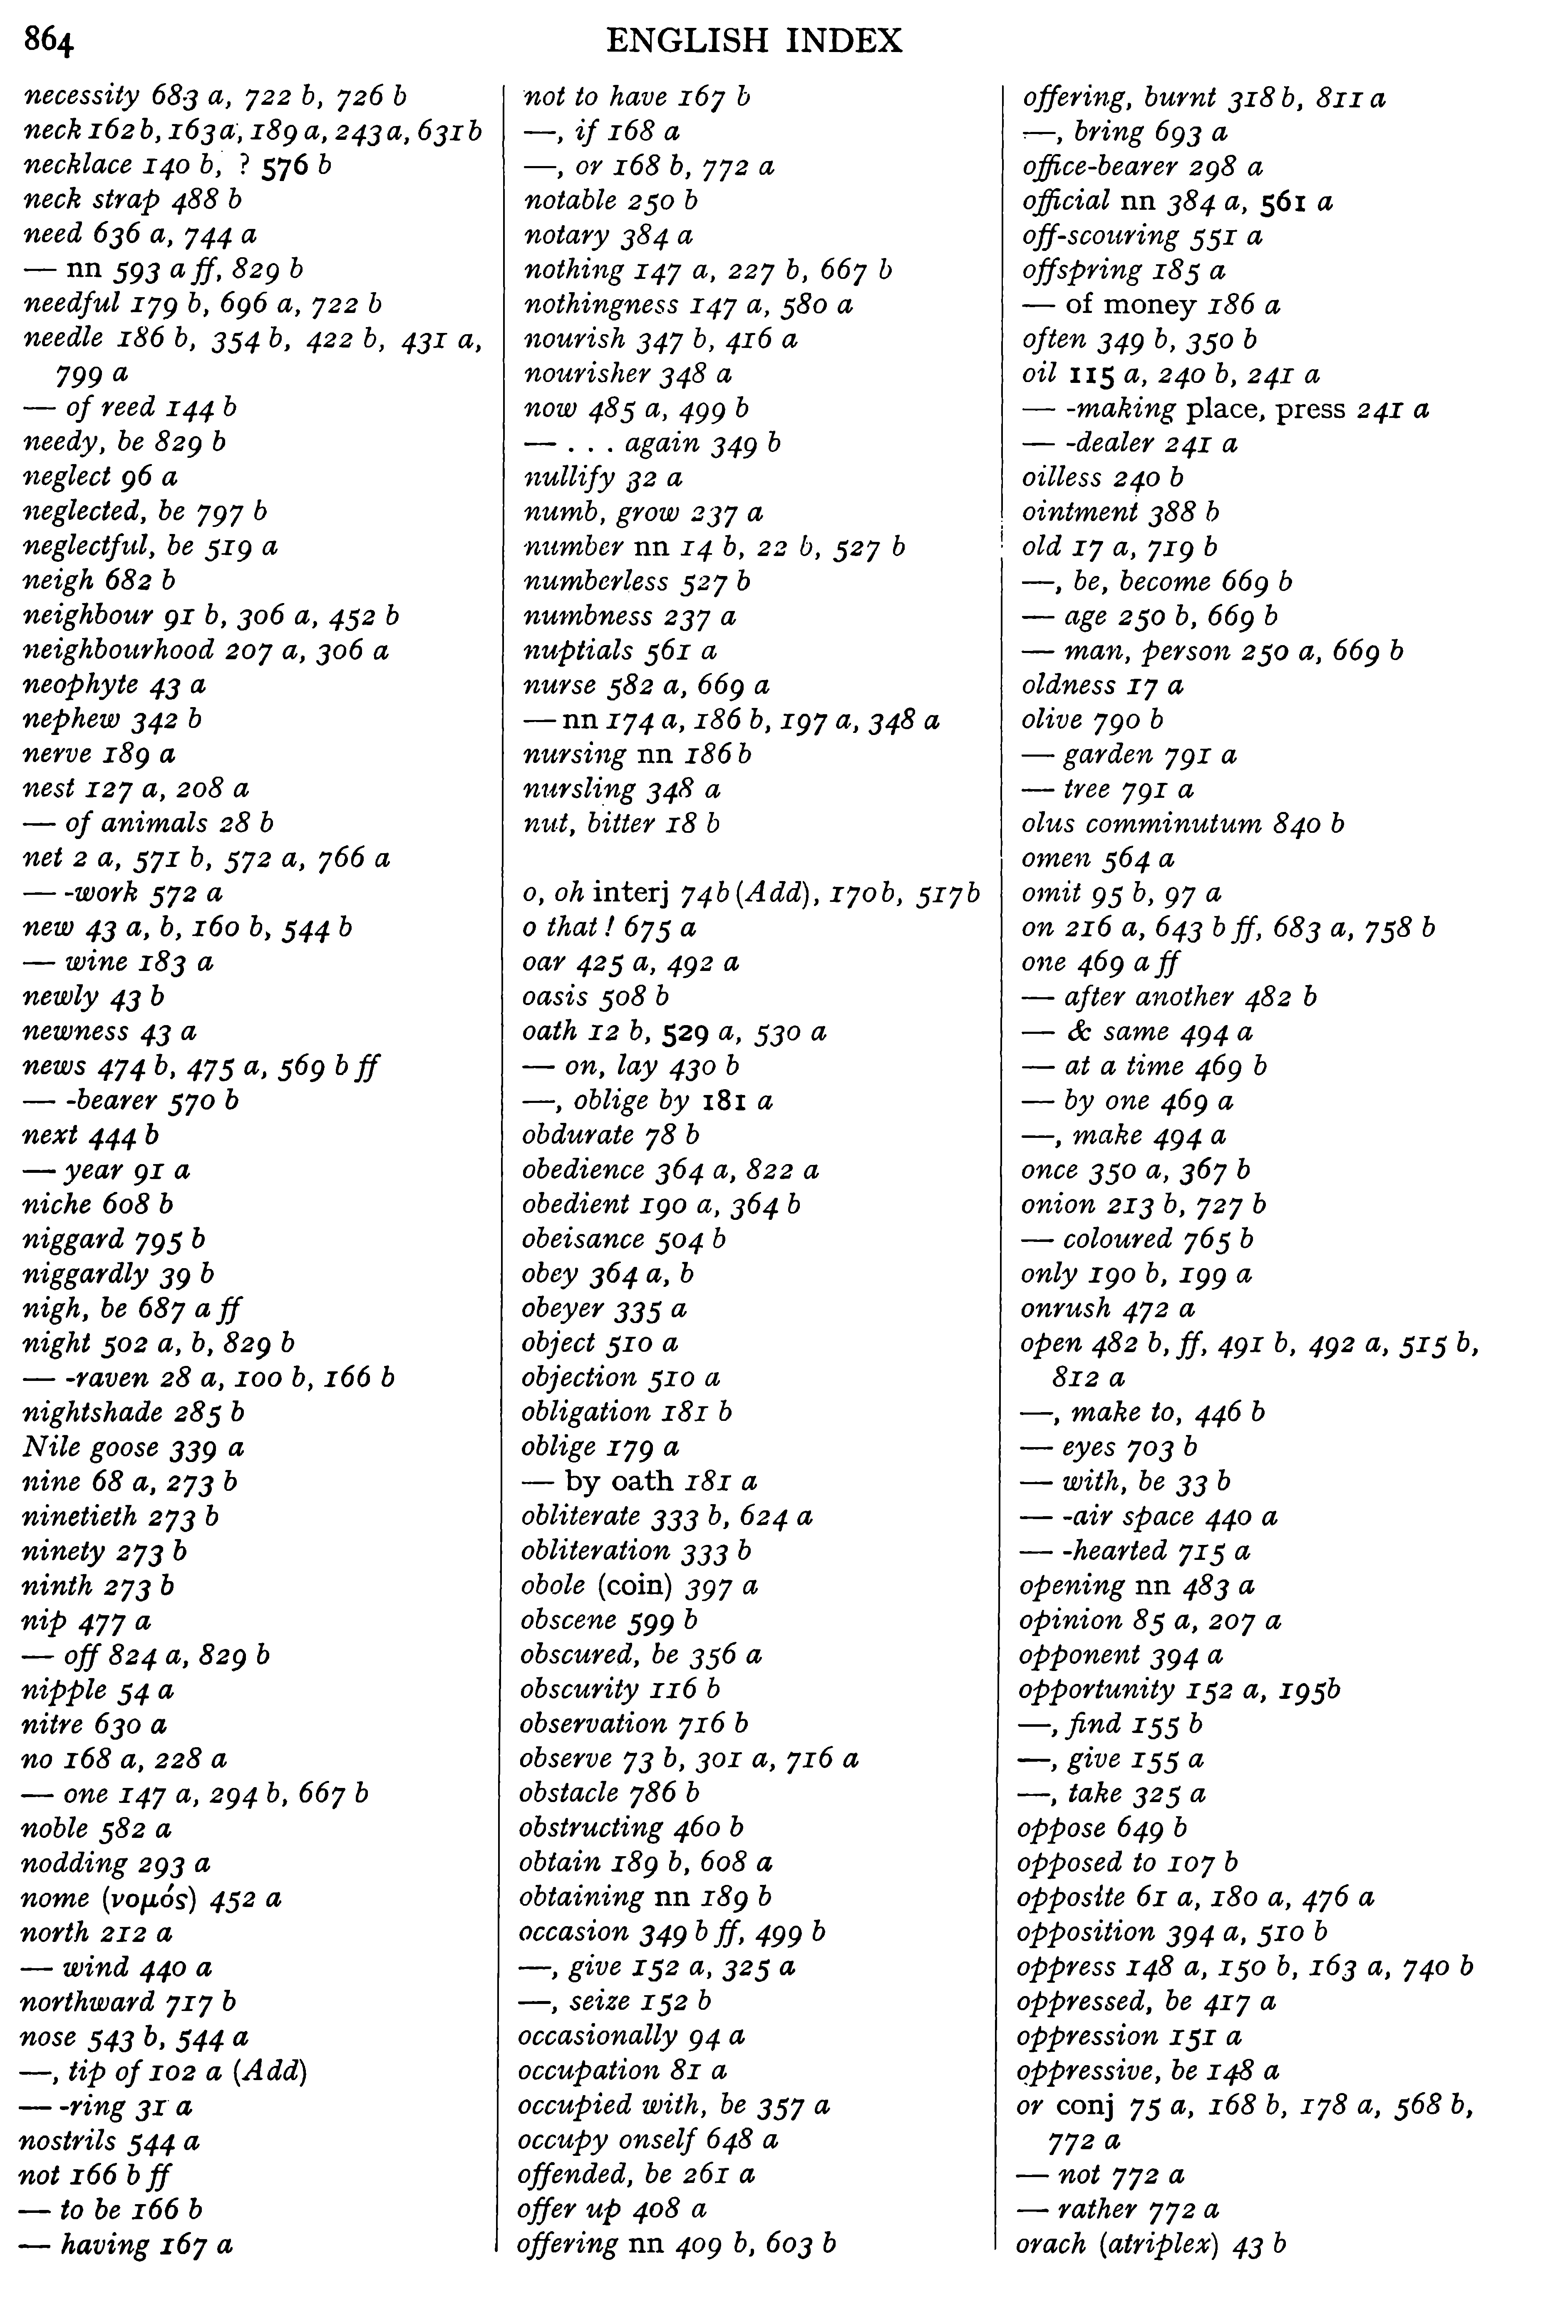 864
ENGLISH INDEX
necessity 683 a, 722 b, 726 b
neck 162 b, 163 a, 189 a, 243 a, 631 b
necklace 140 b, ? 576 b
neck strap 488 b
need 636 a, 744 a
— nn 593 a ff, 829 b
needful 179 b, 696 a, 722 b
needle 186 b, 354 b, 422 b, 431 a,
799 a
— of reed 144 b
needy, be 829 b
neglect 96 a
neglected, be 797 b
neglectful, be 519 a
neigh 682 b
neighbour 91 b, 306 a, 452 b
neighbourhood 207 a, 306 a
neophyte 43 a
nephew 342 b
nerve 189 a
nest 127 a, 208 a
— of animals 28 b
net 2 a, 571 b, 572 a, 766 a
— -work 572 a
new 43 a, b, 160 b, 544 b
— wine 183 a
newly 43 b
newness 43 a
news 474 b, 475 a, 569 b ff
— -bearer 570 b
next 444 b
— year 91 a
niche 608 b
niggard 795 b
niggardly 39 b
nigh, be 687 a ff
night 502 a, b, 829 b
— -raven 28 a, 100 b, 166 b
nightshade 285 b
Nile goose 339 a
nine 68 a, 273 b
ninetieth 273 b
ninety 273 b
ninth 273 b
nip 477 a
— off 824 a, 829 b
nipple 54 a
nitre 630 a
no 168 a, 228 a
— one 147 a, 294 b, 667 b
noble 582 a
nodding 293 a
nome (νομός) 452 a
north 212 a
— wind 440 a
northward 717 b
nose 543 b, 544 a
—, tip of 102 a (Add)
— -ring 31 a
nostrils 544 a
not 166 b ff
— to be 166 b
— having 167 a
not to have 167 b
—, if 168 a
—, or 168 b, 772 a
notable 250 b
notary 384 a
nothing 147 a, 227 b, 667 b
nothingness 147 a, 580 a
nourish 347 b, 416 a
nourisher 348 a
now 485 a, 499 b
— . . . again 349 b
nullify 32 a
numb, grow 237 a
number nn 14 b, 22 b, 527 b
numberless 527 b
numbness 237 a
nuptials 561 a
nurse 582 a, 669 a
— nn 174 a, 186 b, 197 a, 348 a
nursing nn 186 b
nursling 348 a
nut, bitter 18 b
o, oh interj 74 b (Add), 170 b, 517 b
o that! 675 a
oar 425 a, 492 a
oasis 508 b
oath 12 b, 529 a, 530 a
— on, lay 430 b
—, oblige by 181 a
obdurate 78 b
obedience 364 a, 822 a
obedient 190 a, 364 b
obeisance 504 b
obey 364 a, b
obeyer 335 a
object 510 a
objection 510 a
obligation 181 b
oblige 179 a
— by oath 181 a
obliterate 333 b, 624 a
obliteration 333 b
obole (coin) 397 a
obscene 599 b
obscured, be 356 a
obscurity 116 b
observation 716 b
observe 73 b, 301 a, 716 a
obstacle 786 b
obstructing 460 b
obtain 189 b, 608 a
obtaining nn 189 b
occasion 349 b ff, 499 b
—, give 152 a, 325 a
—, seize 152 b
occasionally 94 a
occupation 81 a
occupied with, be 357 a
occupy onself 648 a
offended, be 261 a
offer up 408 a
offering nn 409 b, 603 b
offering, burnt 318 b, 811 a
—, bring 693 a
office-bearer 298 a
official nn 384 a, 561 a
off-scouring 551 a
offspring 185 a
— of money 186 a
often 349 b, 350 b
oil 115 a, 240 b, 241 a
— -making place, press 241 a
— -dealer 241 a
oilless 240 b
ointment 388 b
old 17 a, 719 b
—, be, become 669 b
— age 250 b, 669 b
— man, person 250 a, 669 b
oldness 17 a
olive 790 b
— garden 791 a
— tree 791 a
olus comminutum 840 b
omen 564 a
omit 95 b, 97 a
on 216 a, 643 b ff, 683 a, 758 b
one 469 a ff
— after another 482 b
— & same 494 a
— at a time 469 b
— by one 469 a
—, make 494 a
once 350 a, 367 b
onion 213 b, 727 b
— coloured 765 b
only 190 b, 199 a
onrush 472 a
open 482 b, ff, 491 b, 492 a, 515 b,
812 a
—, make to, 446 b
— eyes 703 b
— with, be 33 b
— -air space 440 a
— -hearted 715 a
opening nn 483 a
opinion 85 a, 207 a
opponent 394 a
opportunity 152 a, 195b
—, find 155 b
—, give 155 a
—, take 325 a
oppose 649 b
opposed to 107 b
opposite 61 a, 180 a, 476 a
opposition 394 a, 510 b
oppress 148 a, 150 b, 163 a, 740 b
oppressed, be 417 a
oppression 151 a
oppressive, be 148 a
or conj 75 a, 168 b, 178 a, 568 b,
772 a
— not 772 a
— rather 772 a
orach (atriplex) 43 b